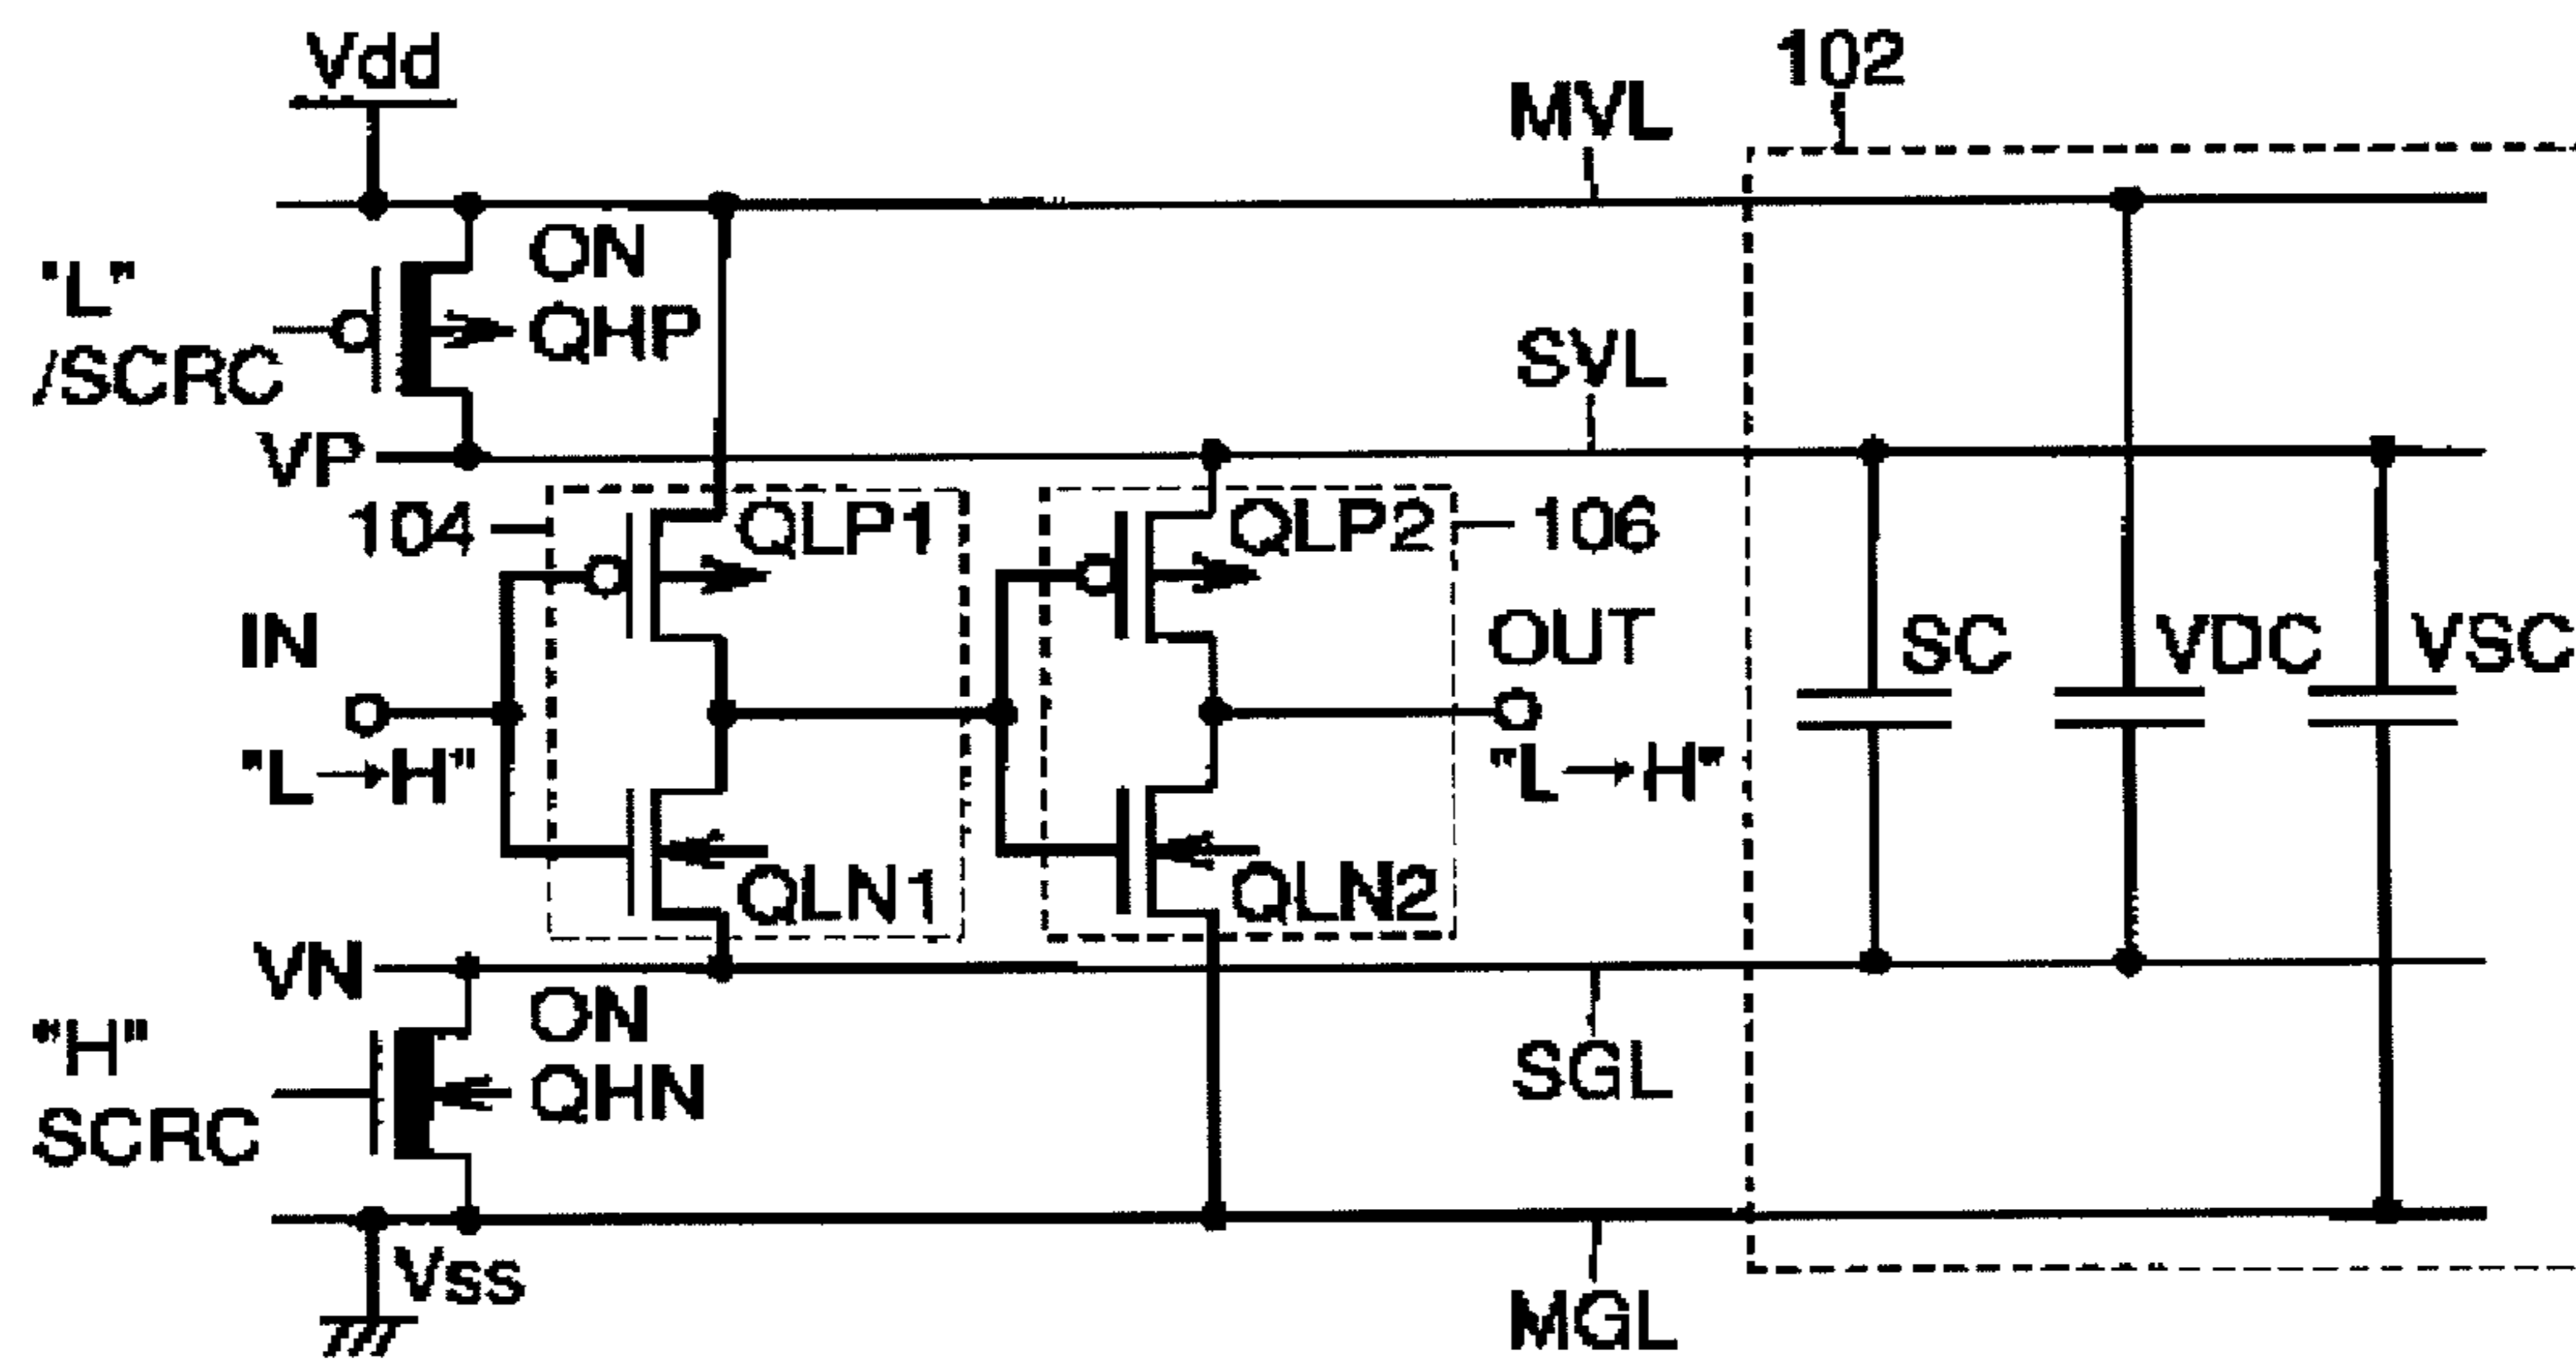 Vdd
102
MVL
ON
"L"
QHP
/SCRC
SVL
VP
104
QLP1
QLP2
106
IN
OUT
SC
VDC
VSC
"L→H"
"L→H"
QLN1
QLN2
VN
ON
"H"
SGL
QHN
SCRC
Vss
MGL